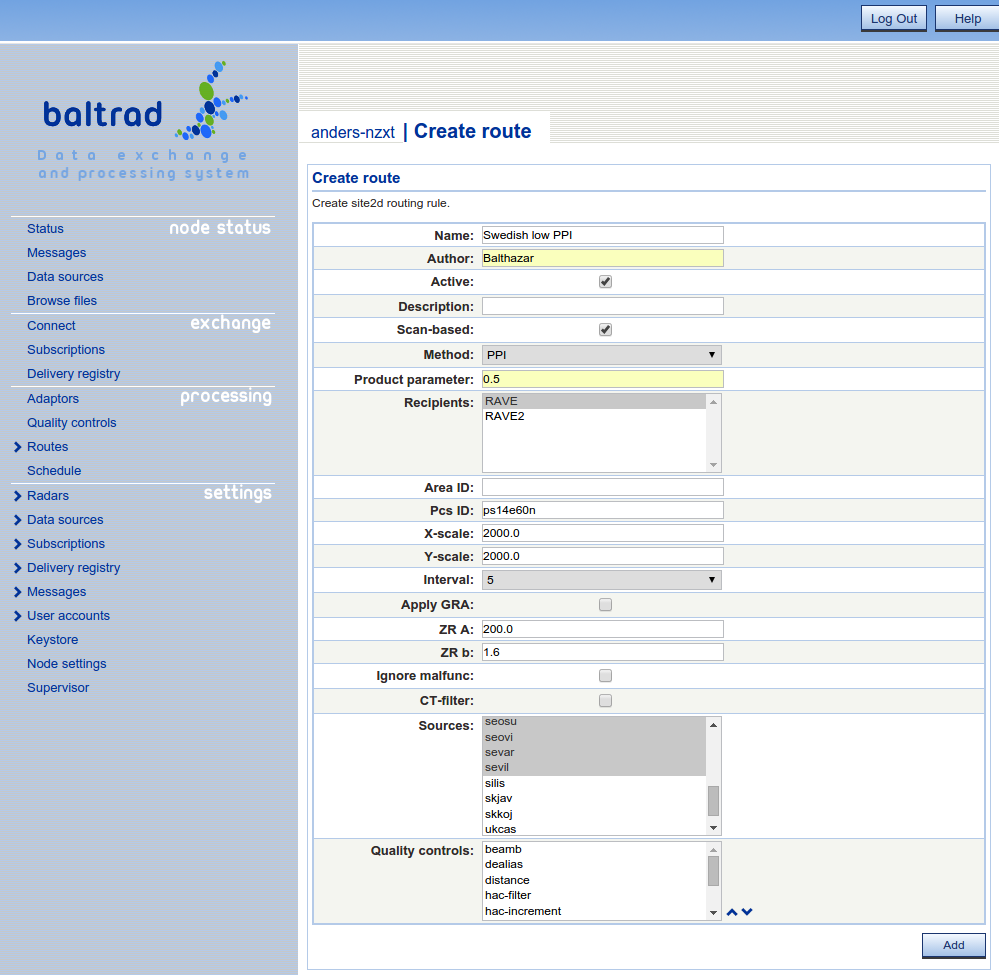 Log Out
Help
baltrad
Data exchange
and processing system
anders-nzxt | Create route
node status
Status
Messages
Data sources
Browse files
exchange
Connect
Subscriptions
Delivery registry
processing
Adaptors
Quality controls
Routes
Schedule
settings
Radars
Data sources
Subscriptions
Delivery registry
Messages
User accounts
Keystore
Node settings
Supervisor
Create route
Create site2d routing rule.
Name: Swedish low PPI
Author: Balthazar
Active:
Description:
Scan-based:
Method: PPI
Product parameter: 0.5
Recipients: RAVE
RAVE2
Area ID:
Pcs ID: ps14e60n
X-scale: 2000.0
Y-scale: 2000.0
Interval: 5
Apply GRA:
ZR A: 200.0
ZR b: 1.6
Ignore malfunc:
CT-filter:
Sources: seosu
seovi
sevar
sevil
silis
skjav
skkoj
ukcas
Quality controls: beamb
dealias
distance
hac-filter
hac-increment
Add